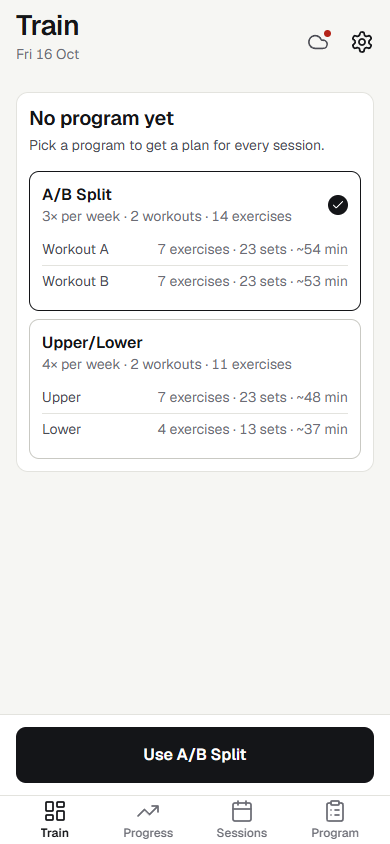 Train
Fri 16 Oct
No program yet
Pick a program to get a plan for every session.
A/B Split
3× per week · 2 workouts · 14 exercises
Workout A 7 exercises · 23 sets · ~54 min
Workout B 7 exercises · 23 sets · ~53 min
Upper/Lower
4× per week · 2 workouts · 11 exercises
Upper 7 exercises · 23 sets · ~48 min
Lower 4 exercises · 13 sets · ~37 min
Use A/B Split
Train Progress Sessions Program